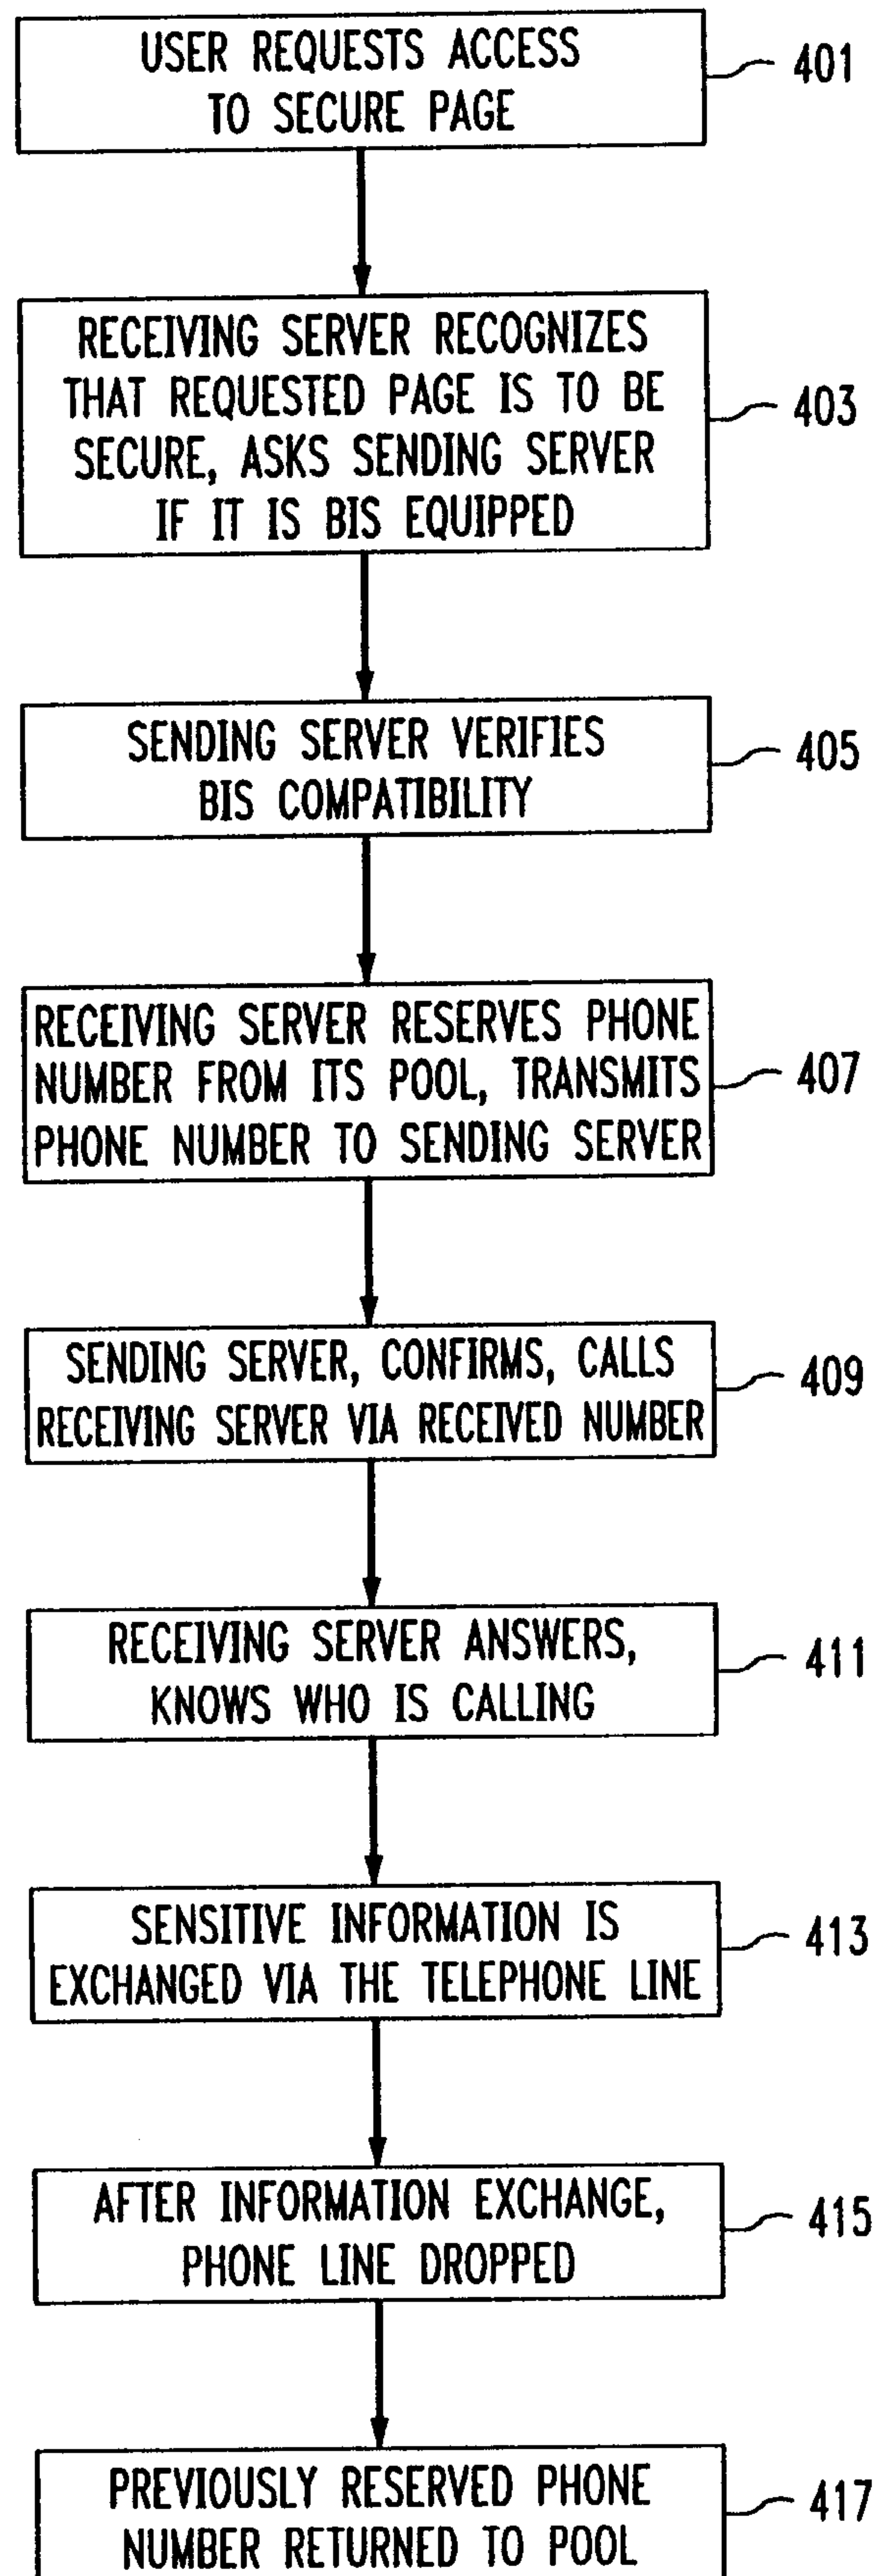 USER REQUESTS ACCESS
TO SECURE PAGE
401
RECEIVING SERVER RECOGNIZES
THAT REQUESTED PAGE IS TO BE
SECURE, ASKS SENDING SERVER
IF IT IS BIS EQUIPPED
403
SENDING SERVER VERIFIES
BIS COMPATIBILITY
405
RECEIVING SERVER RESERVES PHONE
NUMBER FROM ITS POOL, TRANSMITS
PHONE NUMBER TO SENDING SERVER
407
SENDING SERVER, CONFIRMS, CALLS
RECEIVING SERVER VIA RECEIVED NUMBER
409
RECEIVING SERVER ANSWERS,
KNOWS WHO IS CALLING
411
SENSITIVE INFORMATION IS
EXCHANGED VIA THE TELEPHONE LINE
413
AFTER INFORMATION EXCHANGE,
PHONE LINE DROPPED
415
PREVIOUSLY RESERVED PHONE
NUMBER RETURNED TO POOL
417